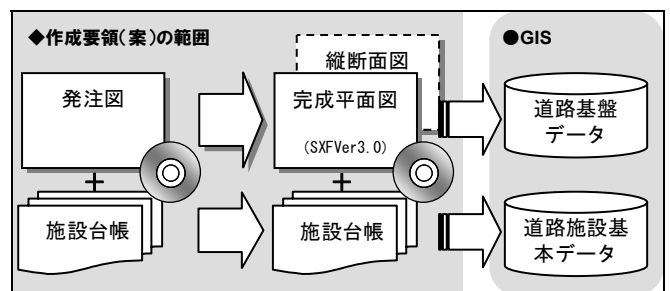 ◆作成要領(案)の範囲
●GIS
縦断面図
発注図
完成平面図
(SXFVer3.0)
道路基盤
データ
+
+
施設台帳
施設台帳
道路施設基
本データ